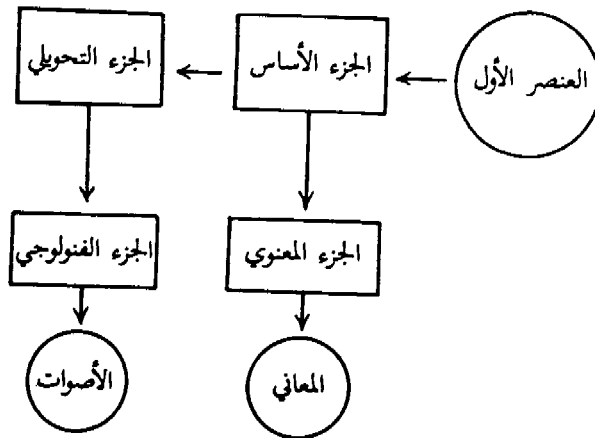 العنصر الأول
الجزء الأساس
الجزء التحويلي
الجزء المعنوي
الجزء الفنولوجي
المعاني
الأصوات